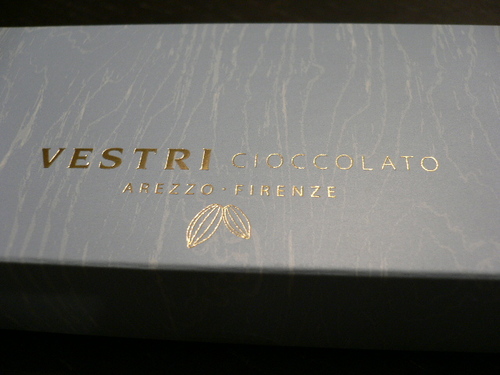 VESTRI CIOCCOLATO
AREZZO · FIRENZE